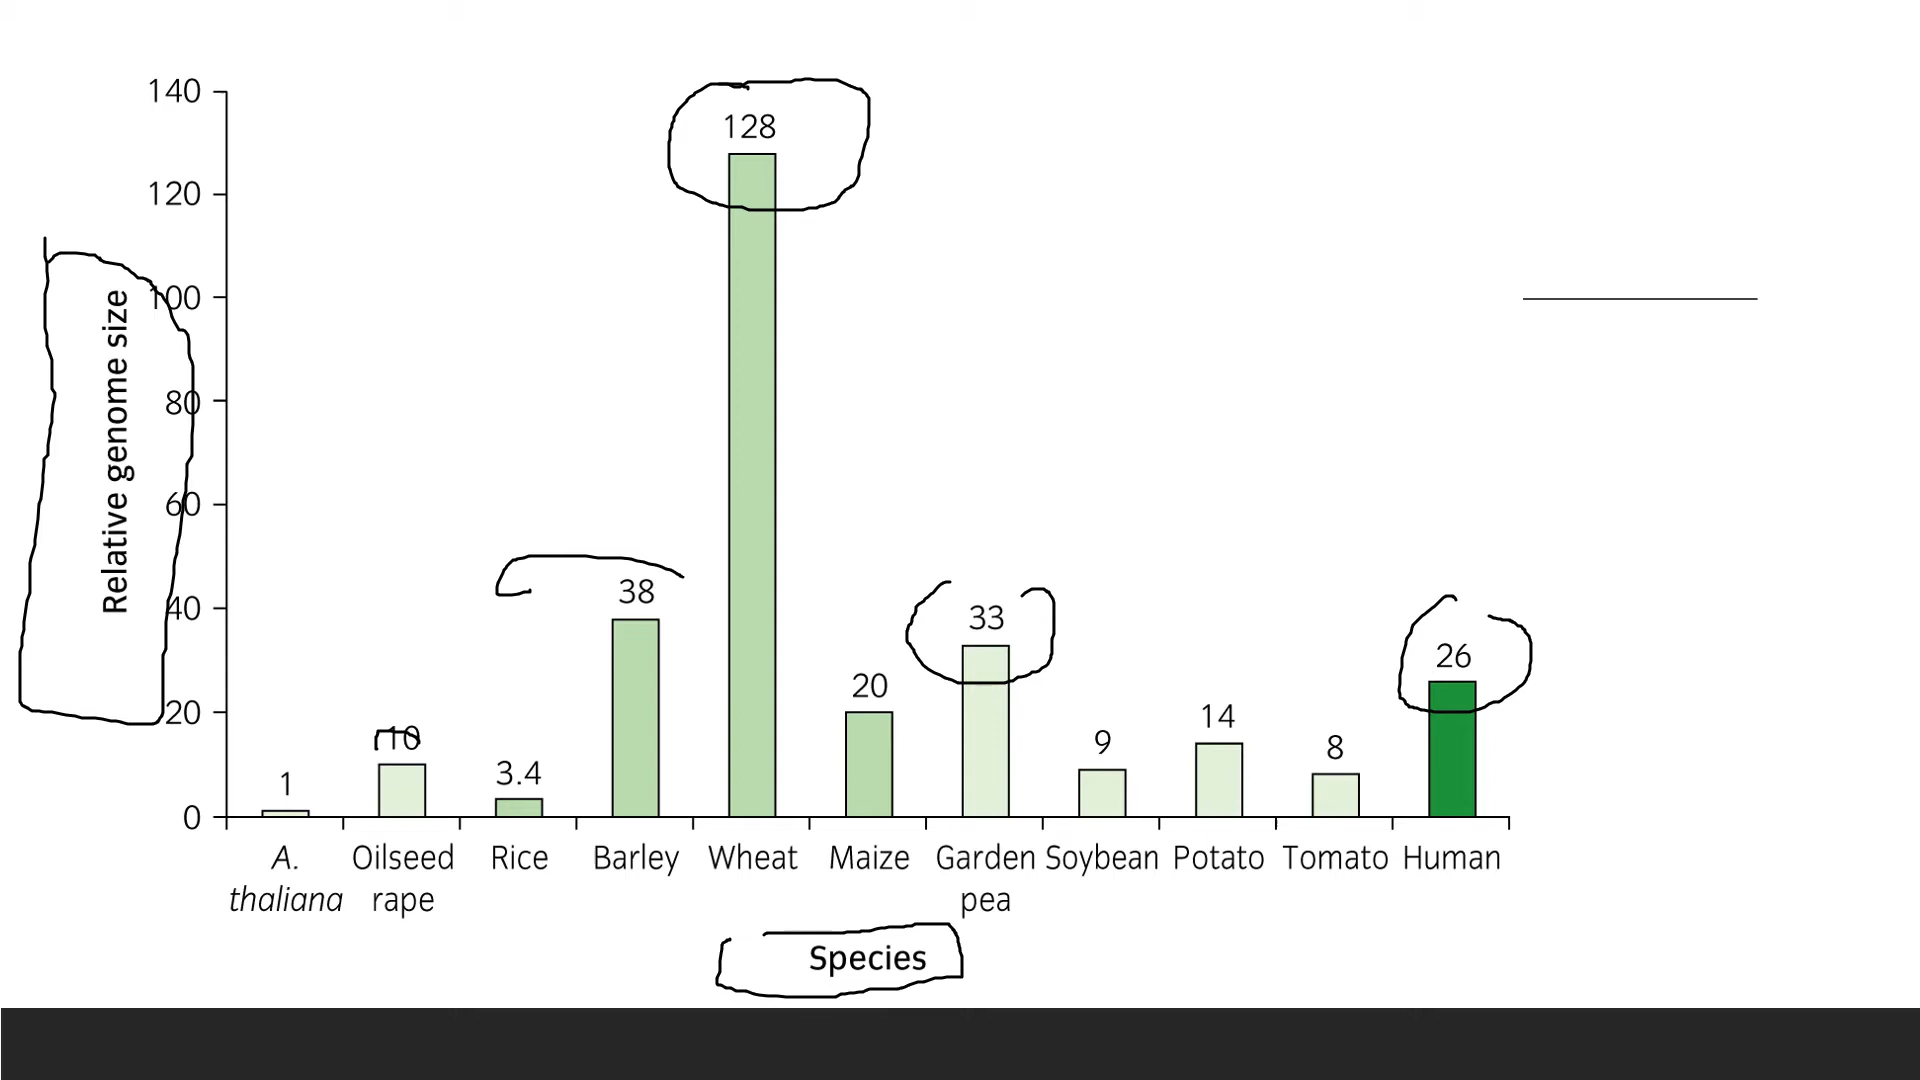 140
120
100
80
60
40
20
0
Relative genome size
1
10
3.4
38
128
20
33
9
14
8
26
A. thaliana
Oilseed rape
Rice
Barley
Wheat
Maize
Garden pea
Soybean
Potato
Tomato
Human
Species